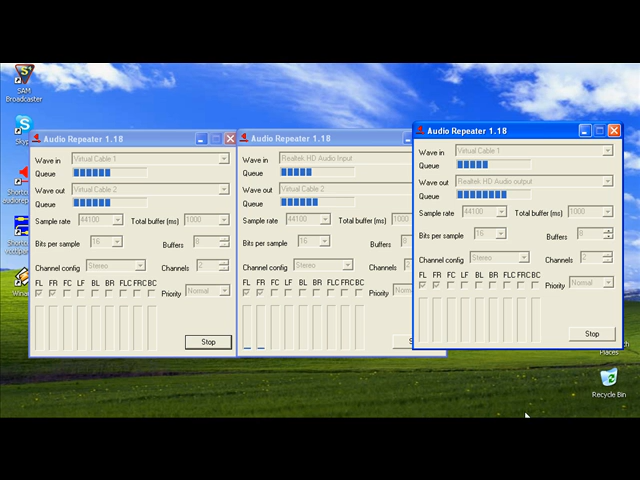 SAM
Broadcaster
Audio Repeater 1.18
Wave in
Virtual Cable 1
Queue
Wave out
Virtual Cable 2
Queue
Sample rate
44100
Total buffer (ms)
1000
Bits per sample
16
Buffers
8
Channel config
Stereo
Channels
2
FL FR FC LF BL BR FLC FRC BC
Priority
Normal
Stop
Audio Repeater 1.18
Wave in
Realtek HD Audio Input
Queue
Wave out
Virtual Cable 2
Queue
Sample rate
44100
Total buffer (ms)
1000
Bits per sample
16
Buffers
8
Channel config
Stereo
Channels
2
FL FR FC LF BL BR FLC FRC BC
Priority
Audio Repeater 1.18
Wave in
Virtual Cable 1
Queue
Wave out
Realtek HD Audio output
Queue
Sample rate
44100
Total buffer (ms)
1000
Bits per sample
16
Buffers
8
Channel config
Stereo
Channels
2
FL FR FC LF BL BR FLC FRC BC
Priority
Normal
Stop
Places
Recycle Bin